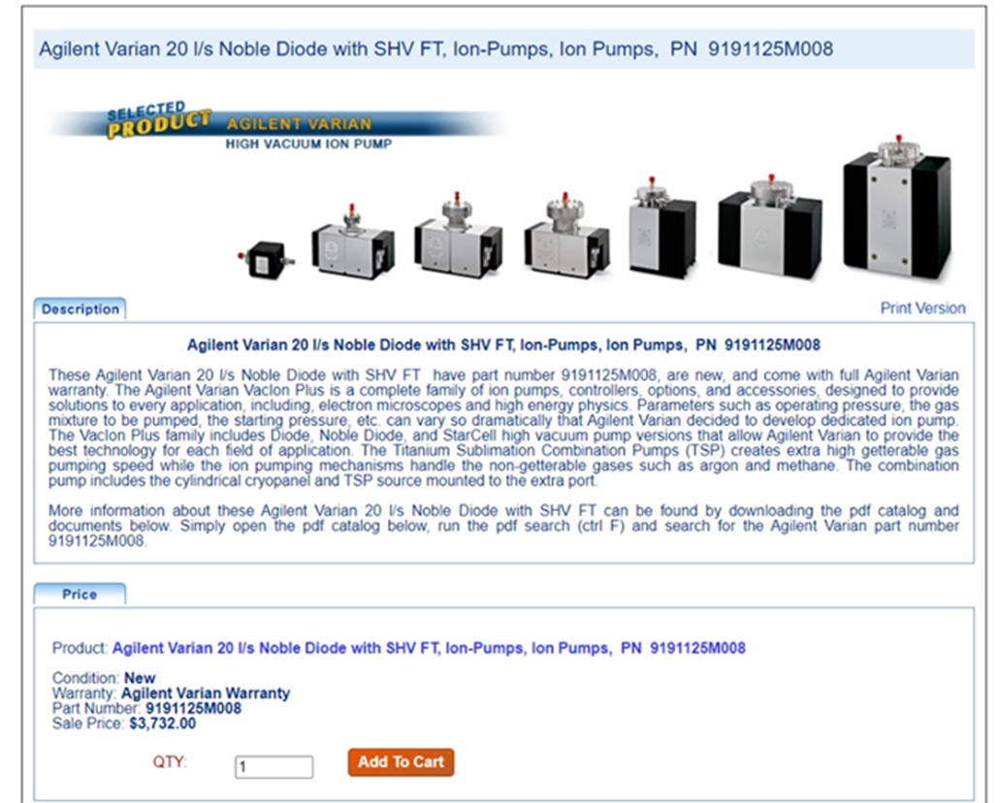 Agilent Varian 20 l/s Noble Diode with SHV FT, Ion-Pumps, Ion Pumps, PN 9191125M008
SELECTED
PRODUCT AGILENT VARIAN
HIGH VACUUM ION PUMP
Description
Print Version
Agilent Varian 20 l/s Noble Diode with SHV FT, Ion-Pumps, Ion Pumps, PN 9191125M008
These Agilent Varian 20 l/s Noble Diode with SHV FT have part number 9191125M008, are new, and come with full Agilent Varian
warranty. The Agilent Varian VacIon Plus is a complete family of ion pumps, controllers, options, and accessories, designed to provide
solutions to every application, including, electron microscopes and high energy physics. Parameters such as operating pressure, the gas
mixture to be pumped, the starting pressure, etc. can vary so dramatically that Agilent Varian decided to develop dedicated ion pump.
The VacIon Plus family includes Diode, Noble Diode, and StarCell high vacuum pump versions that allow Agilent Varian to provide the
best technology for each field of application. The Titanium Sublimation Combination Pumps (TSP) creates extra high getterable gas
pumping speed while the ion pumping mechanisms handle the non-getterable gases such as argon and methane. The combination
pump includes the cylindrical cryopanel and TSP source mounted to the extra port.
More information about these Agilent Varian 20 l/s Noble Diode with SHV FT can be found by downloading the pdf catalog and
documents below. Simply open the pdf catalog below, run the pdf search (ctrl F) and search for the Agilent Varian part number
9191125M008.
Price
Product: Agilent Varian 20 l/s Noble Diode with SHV FT, Ion-Pumps, Ion Pumps, PN 9191125M008
Condition: New
Warranty: Agilent Varian Warranty
Part Number: 9191125M008
Sale Price: $3,732.00
QTY: 1 Add To Cart